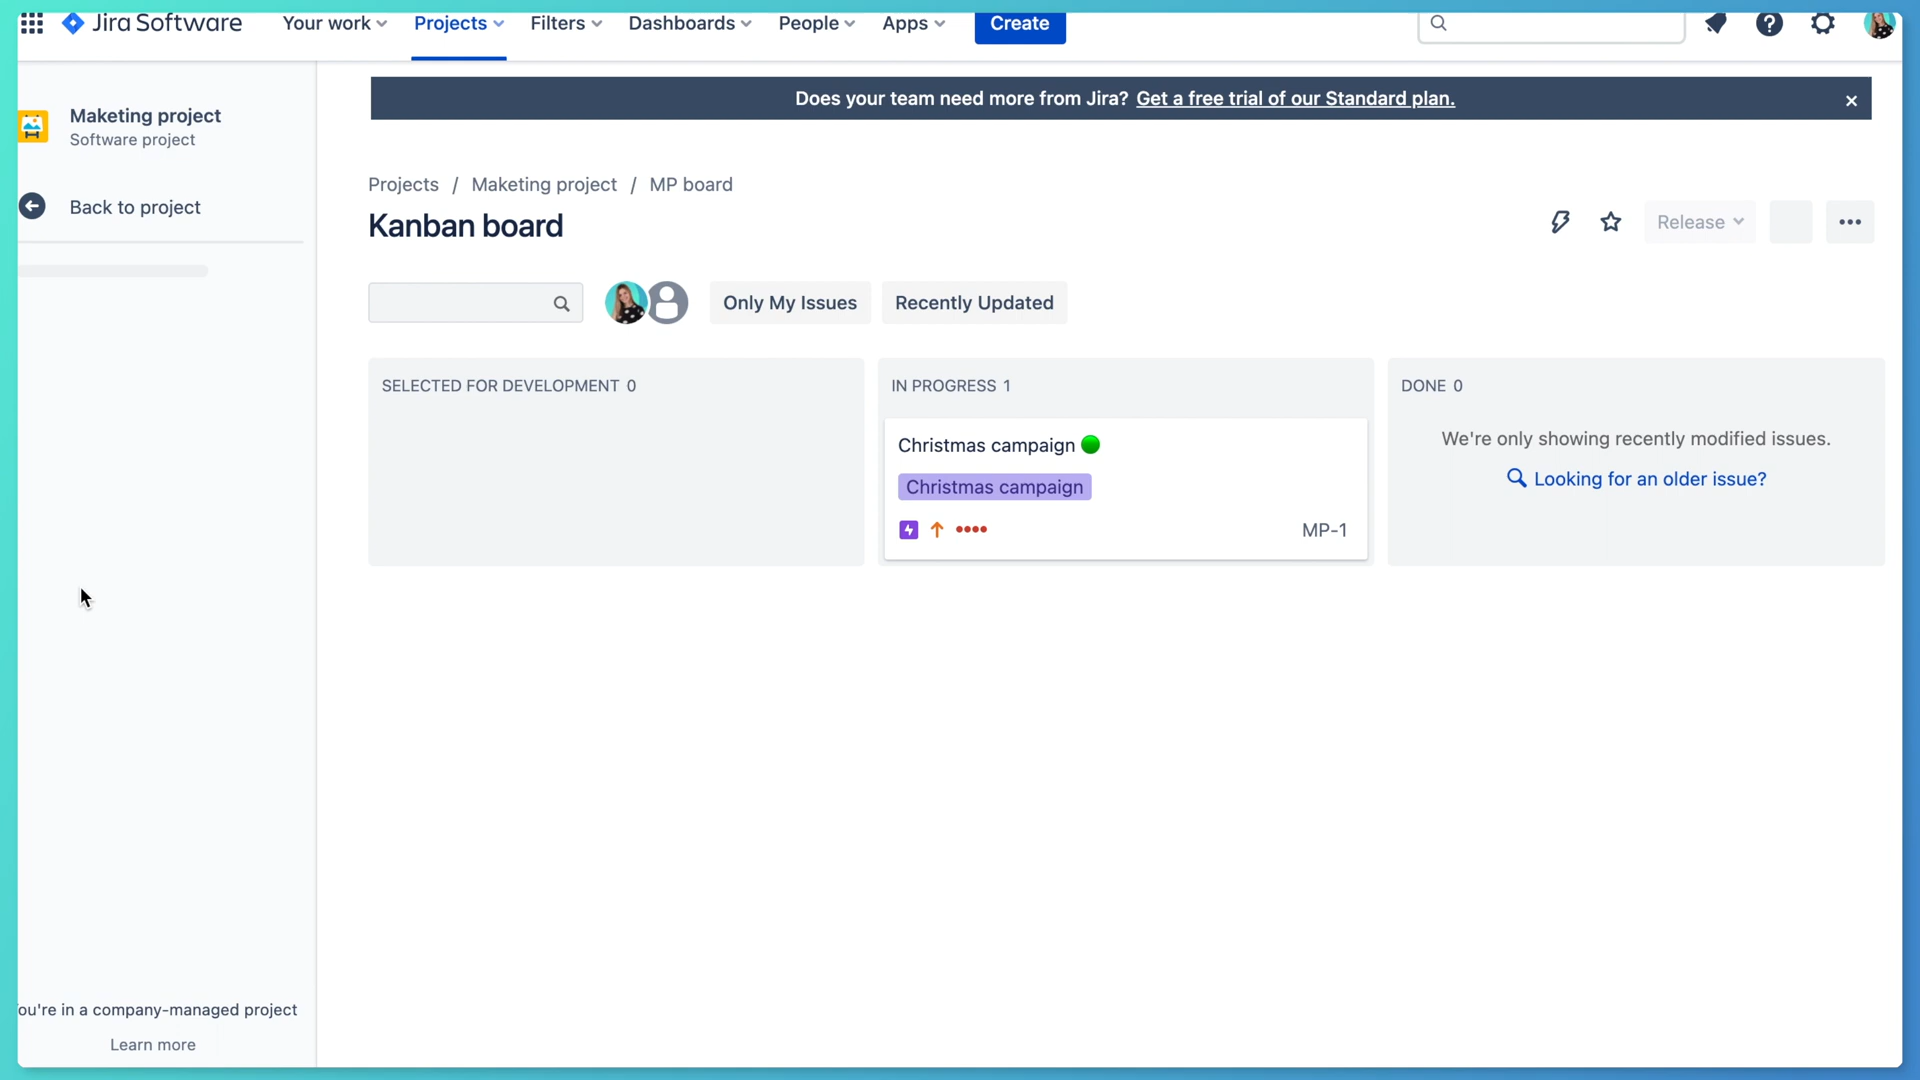 Jira Software Your work Projects Filters Dashboards People Apps Create
Does your team need more from Jira? Get a free trial of our Standard plan.
Maketing project
Software project
Back to project
Projects / Maketing project / MP board
Kanban board
Release
Only My Issues Recently Updated
SELECTED FOR DEVELOPMENT 0
IN PROGRESS 1
Christmas campaign
Christmas campaign
MP-1
DONE 0
We're only showing recently modified issues.
Looking for an older issue?
ou're in a company-managed project
Learn more